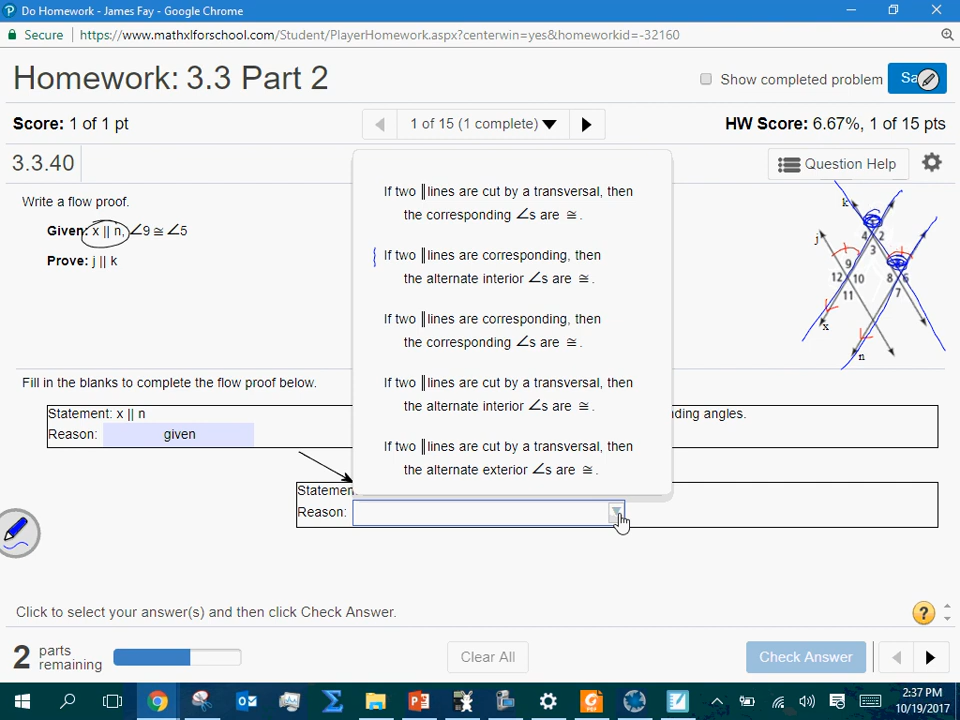 Do Homework - James Fay - Google Chrome
Secure https://www.mathxlforschool.com/Student/PlayerHomework.aspx?centerwin=yes&homeworkid=-32160
Homework: 3.3 Part 2
Show completed problem
Sa
Score: 1 of 1 pt
1 of 15 (1 complete)
HW Score: 6.67%, 1 of 15 pts
3.3.40
Question Help
Write a flow proof.
Given: x || n, ∠9 ≅ ∠5
Prove: j || k
If two ∥ lines are cut by a transversal, then
the corresponding ∠s are ≅.
If two ∥ lines are corresponding, then
the alternate interior ∠s are ≅.
If two ∥ lines are corresponding, then
the corresponding ∠s are ≅.
If two ∥ lines are cut by a transversal, then
the alternate interior ∠s are ≅.
If two ∥ lines are cut by a transversal, then
the alternate exterior ∠s are ≅.
k
j
4 2
3
9
12 10
8 6
11
7
x
n
Fill in the blanks to complete the flow proof below.
Statement: x || n
nding angles.
Reason: given
Statemen
Reason:
Click to select your answer(s) and then click Check Answer.
?
2 parts
remaining
Clear All
Check Answer
2:37 PM
10/19/2017